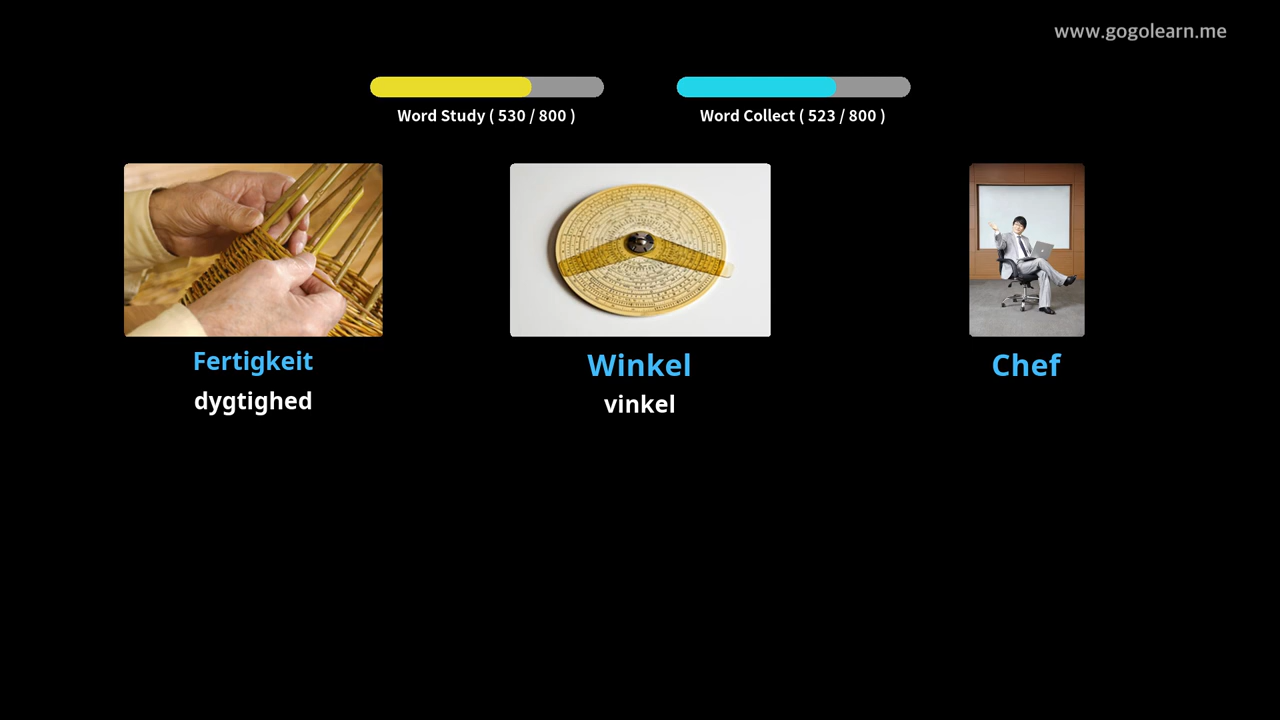 www.gogolearn.me
Word Study ( 530 / 800 )
Word Collect ( 523 / 800 )
Fertigkeit
dygtighed
Winkel
vinkel
Chef